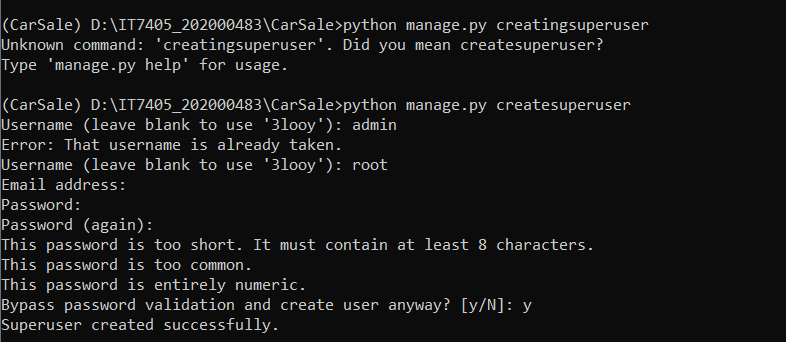 (CarSale) D:\IT7405_202000483\CarSale>python manage.py creatingsuperuser
Unknown command: 'creatingsuperuser'. Did you mean createsuperuser?
Type 'manage.py help' for usage.
(CarSale) D:\IT7405_202000483\CarSale>python manage.py createsuperuser
Username (leave blank to use '3looy'): admin
Error: That username is already taken.
Username (leave blank to use '3looy'): root
Email address:
Password:
Password (again):
This password is too short. It must contain at least 8 characters.
This password is too common.
This password is entirely numeric.
Bypass password validation and create user anyway? [y/N]: y
Superuser created successfully.